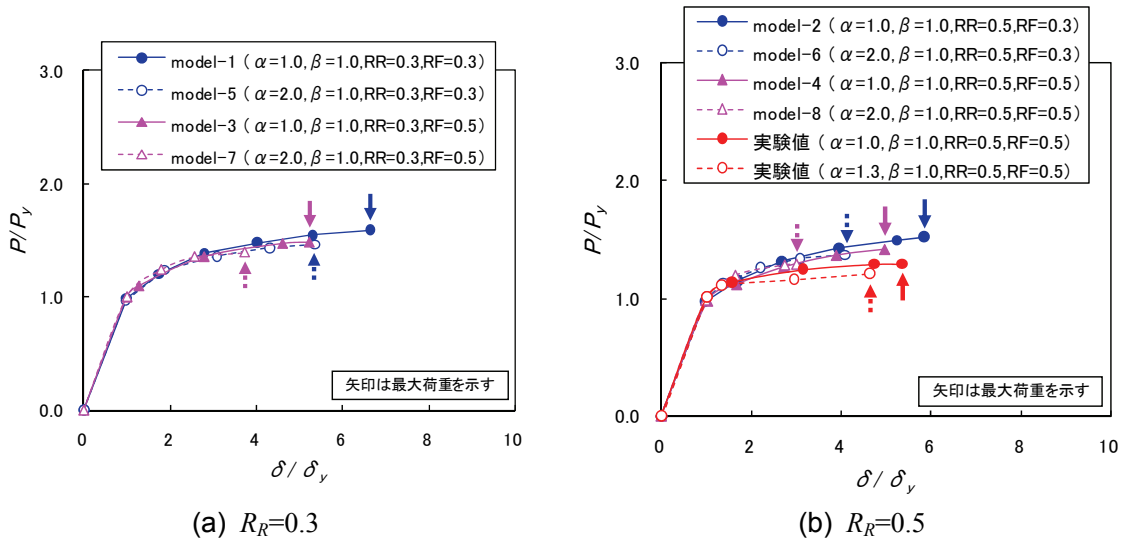 model-1 ( α=1.0, β=1.0, RR=0.3, RF=0.3)
model-5 ( α=2.0, β=1.0, RR=0.3, RF=0.3)
model-3 ( α=1.0, β=1.0, RR=0.3, RF=0.5)
model-7 ( α=2.0, β=1.0, RR=0.3, RF=0.5)
3.0
2.0
1.0
0.0
P/P_y
矢印は最大荷重を示す
0 2 4 6 8 10
δ/δ_y
(a) R_R=0.3
model-2 ( α=1.0, β=1.0, RR=0.5, RF=0.3)
model-6 ( α=2.0, β=1.0, RR=0.5, RF=0.3)
model-4 ( α=1.0, β=1.0, RR=0.5, RF=0.5)
model-8 ( α=2.0, β=1.0, RR=0.5, RF=0.5)
実験値 ( α=1.0, β=1.0, RR=0.5, RF=0.5)
実験値 ( α=1.3, β=1.0, RR=0.5, RF=0.5)
3.0
2.0
1.0
0.0
P/P_y
矢印は最大荷重を示す
0 2 4 6 8 10
δ/δ_y
(b) R_R=0.5